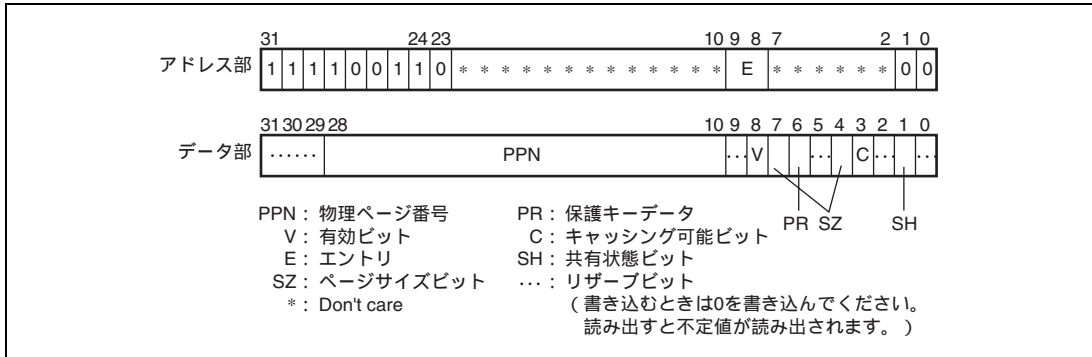 31 24 23 10 9 8 7 2 1 0
アドレス部 1 1 1 1 0 0 1 1 0 * * * * * * * * * * * * * E * * * * * * 0 0
31 30 29 28 10 9 8 7 6 5 4 3 2 1 0
データ部 ...... PPN ... V ... C ... ...
PR SZ SH
PPN : 物理ページ番号 PR : 保護キーデータ
V : 有効ビット C : キャッシング可能ビット
E : エントリ SH : 共有状態ビット
SZ : ページサイズビット ... : リザーブビット
* : Don't care (書き込むときは0を書き込んでください。
読み出すと不定値が読み出されます。)